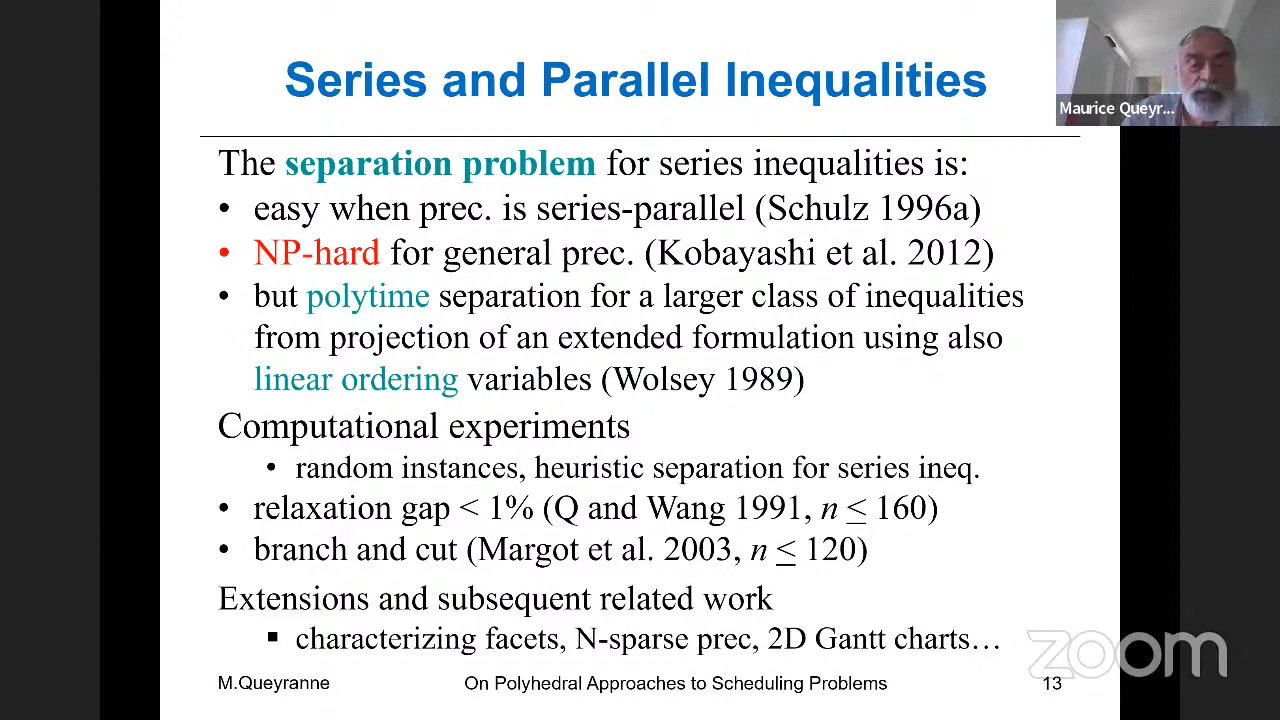 Series and Parallel Inequalities
Maurice Queyr...
The separation problem for series inequalities is:
• easy when prec. is series-parallel (Schulz 1996a)
• NP-hard for general prec. (Kobayashi et al. 2012)
• but polytime separation for a larger class of inequalities
from projection of an extended formulation using also
linear ordering variables (Wolsey 1989)
Computational experiments
• random instances, heuristic separation for series ineq.
• relaxation gap < 1% (Q and Wang 1991, n ≤ 160)
• branch and cut (Margot et al. 2003, n ≤ 120)
Extensions and subsequent related work
▪ characterizing facets, N-sparse prec, 2D Gantt charts…
zoom
M.Queyranne On Polyhedral Approaches to Scheduling Problems 13